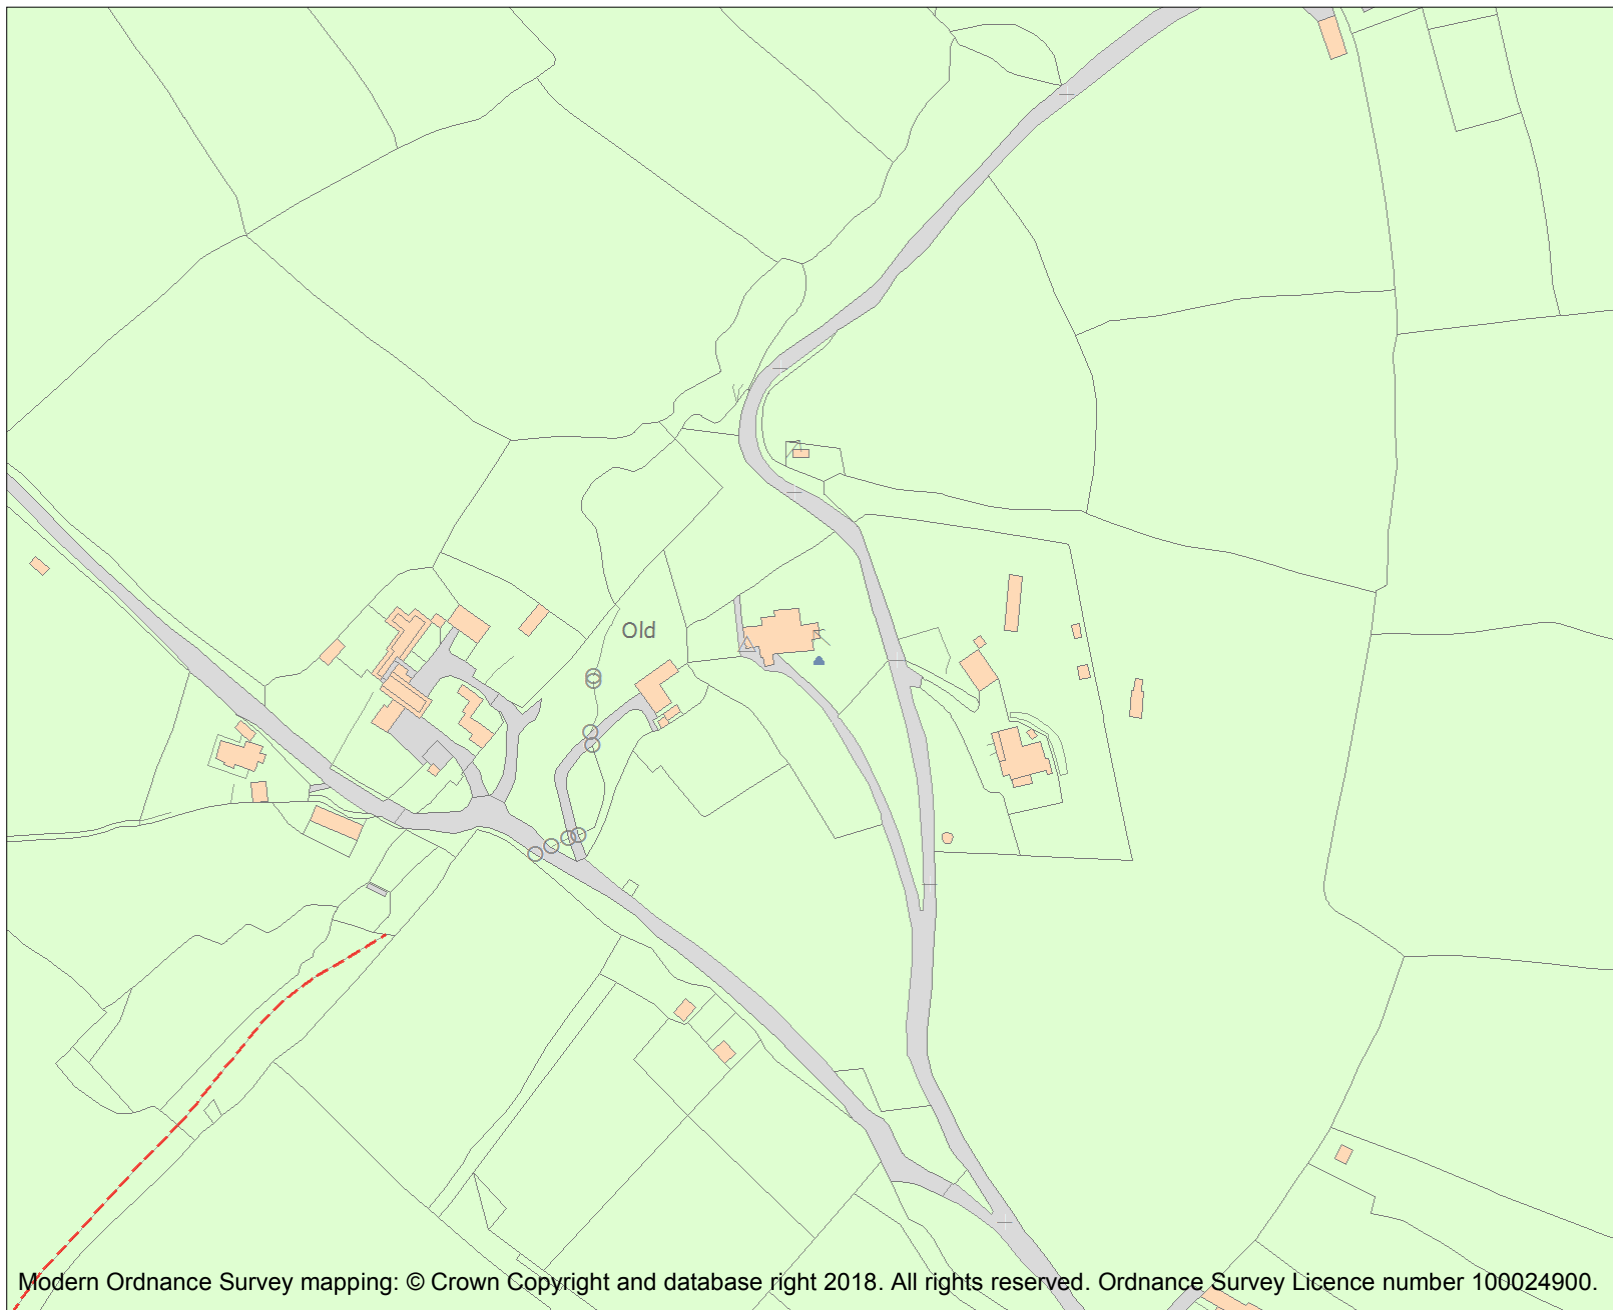 Old
Modern Ordnance Survey mapping: © Crown Copyright and database right 2018. All rights reserved. Ordnance Survey Licence number 100024900.